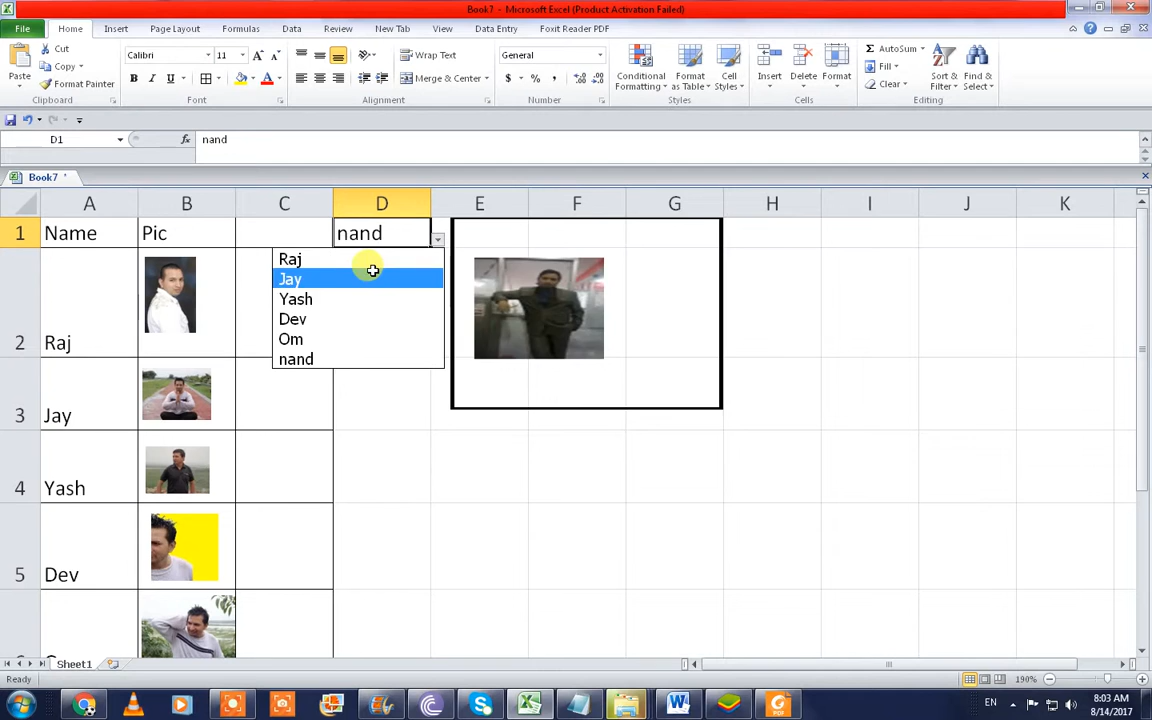 Book7 - Microsoft Excel (Product Activation Failed)
File Home Insert Page Layout Formulas Data Review New Tab View Data Entry Foxit Reader PDF
Paste Cut Copy Format Painter
Calibri 11 B I U A
Wrap Text Merge & Center
General $ % ,
Conditional Formatting Format as Table Cell Styles
Insert Delete Format
AutoSum Fill Clear Sort & Filter Find & Select
Clipboard Font Alignment Number Styles Cells Editing
D1 fx nand
Book7 *
A B C D E F G H I J K
1 Name Pic nand
Raj
Jay
Yash
Dev
Om
nand
2 Raj
3 Jay
4 Yash
5 Dev
Sheet1
Ready 190%
EN 8:03 AM
8/14/2017